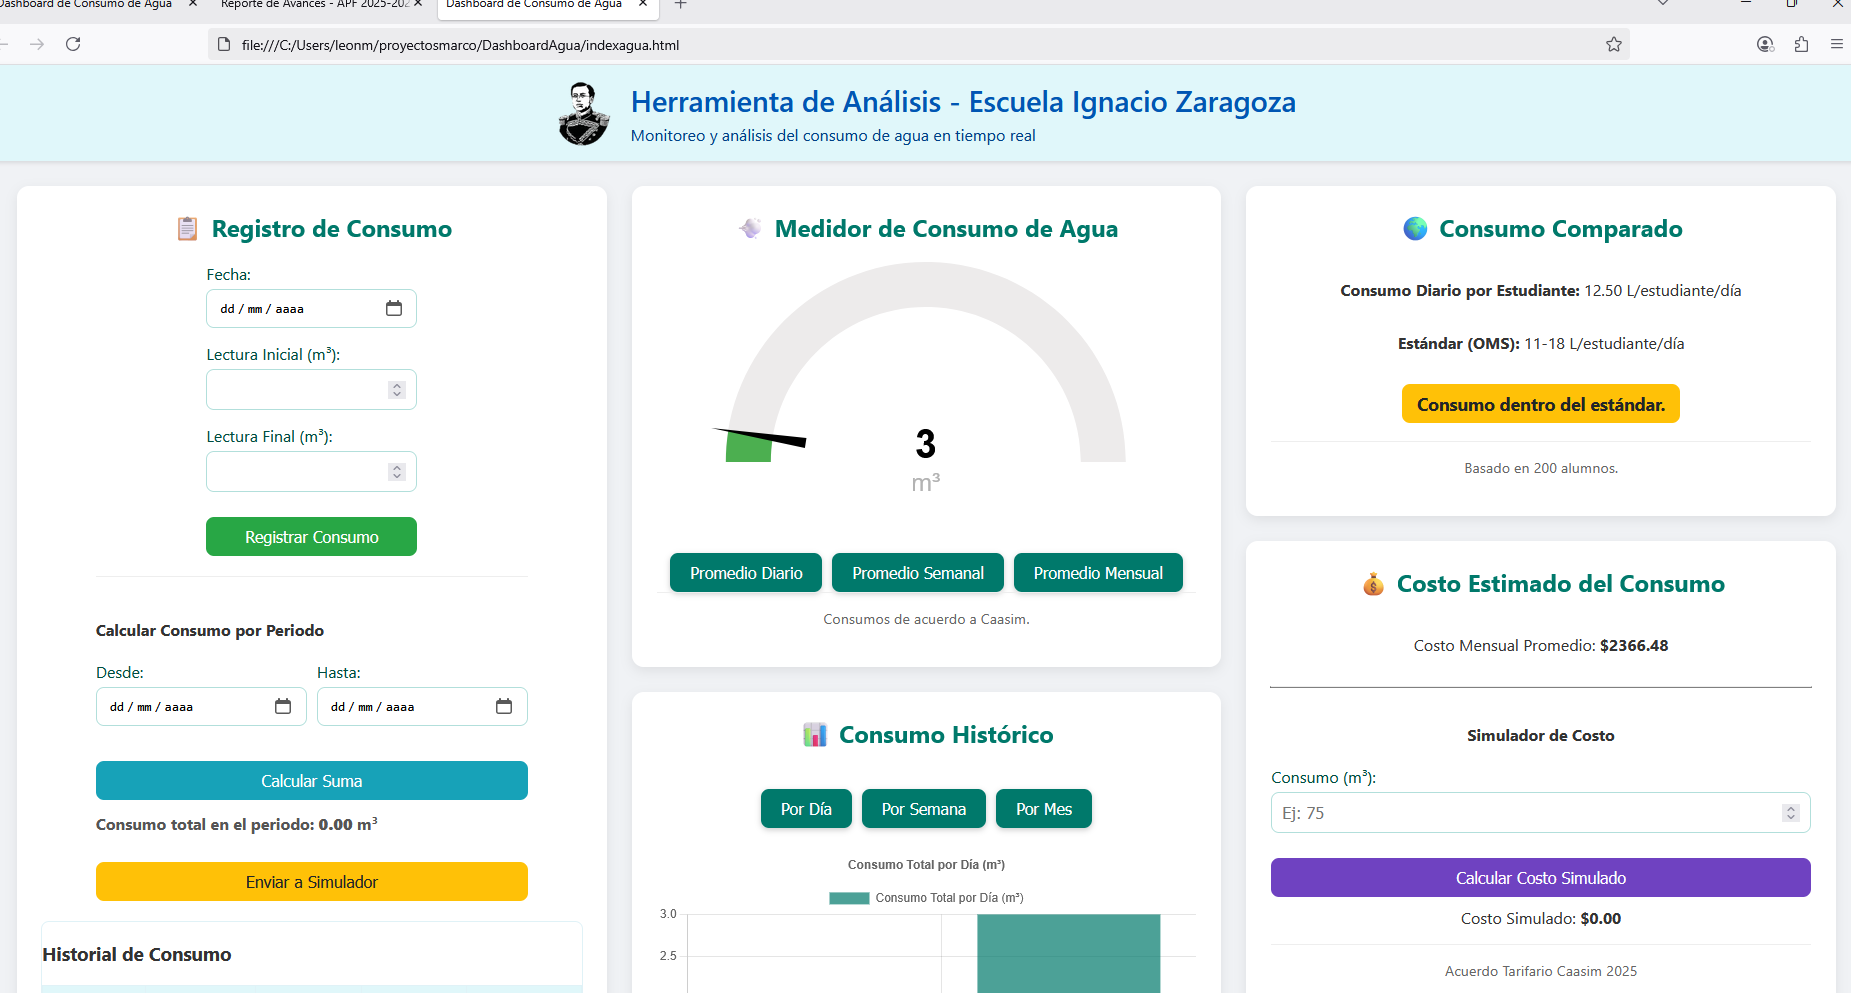 Dashboard de Consumo de Agua
Reporte de Avances - APF 2025-202
Dashboard de Consumo de Agua
file:///C:/Users/leonm/proyectosmarco/DashboardAgua/indexagua.html
Herramienta de Análisis - Escuela Ignacio Zaragoza
Monitoreo y análisis del consumo de agua en tiempo real
Registro de Consumo
Fecha:
dd / mm / aaaa
Lectura Inicial (m³):
Lectura Final (m³):
Registrar Consumo
Calcular Consumo por Periodo
Desde:
Hasta:
dd / mm / aaaa
dd / mm / aaaa
Calcular Suma
Consumo total en el periodo: 0.00 m³
Enviar a Simulador
Historial de Consumo
Medidor de Consumo de Agua
3
m³
Promedio Diario
Promedio Semanal
Promedio Mensual
Consumos de acuerdo a Caasim.
Consumo Histórico
Por Día
Por Semana
Por Mes
Consumo Total por Día (m³)
Consumo Total por Día (m³)
3.0
2.5
Consumo Comparado
Consumo Diario por Estudiante: 12.50 L/estudiante/día
Estándar (OMS): 11-18 L/estudiante/día
Consumo dentro del estándar.
Basado en 200 alumnos.
Costo Estimado del Consumo
Costo Mensual Promedio: $2366.48
Simulador de Costo
Consumo (m³):
Ej: 75
Calcular Costo Simulado
Costo Simulado: $0.00
Acuerdo Tarifario Caasim 2025